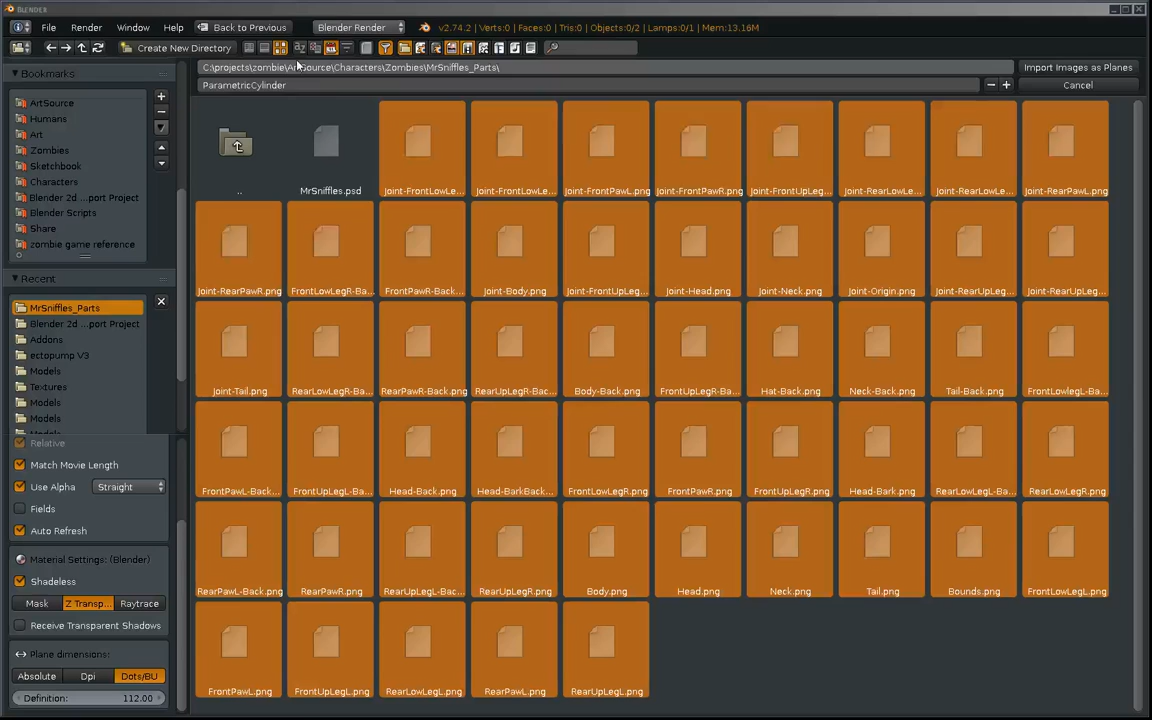 BLENDER
File Render Window Help Back to Previous Blender Render v2.74.2 | Verts:0 | Faces:0 | Tris:0 | Objects:0/2 | Lamps:0/1 | Mem:13.16M
Create New Directory
Bookmarks
C:\projects\zombie\ArtSource\Characters\Zombies\MrSniffles_Parts\
Import Images as Planes
ParametricCylinder
Cancel
ArtSource
Humans
Art
Zombies
Sketchbook
Characters
Blender 2d ...port Project
Blender Scripts
Share
zombie game reference
Recent
MrSniffles_Parts
Blender 2d ...port Project
Addons
ectopump V3
Models
Textures
Models
Models
Relative
Match Movie Length
Use Alpha Straight
Fields
Auto Refresh
Material Settings: (Blender)
Shadeless
Mask Z Transp... Raytrace
Receive Transparent Shadows
Plane dimensions:
Absolute Dpi Dots/BU
Definition: 112.00
.. MrSniffles.psd Joint-FrontLowLe... Joint-FrontLowLe... Joint-FrontPawL.png Joint-FrontPawR.png Joint-FrontUpLeg... Joint-RearLowLe... Joint-RearLowLe... Joint-RearPawL.png
Joint-RearPawR.png FrontLowLegR-Ba... FrontPawR-Back... Joint-Body.png Joint-FrontUpLeg... Joint-Head.png Joint-Neck.png Joint-Origin.png Joint-RearUpLeg... Joint-RearUpLeg...
Joint-Tail.png RearLowLegR-Ba... RearPawR-Back.png RearUpLegR-Bac... Body-Back.png FrontUpLegR-Ba... Hat-Back.png Neck-Back.png Tail-Back.png FrontLowlegL-Ba...
FrontPawL-Back... FrontUpLegL-Ba... Head-Back.png Head-BarkBack... FrontLowLegR.png FrontPawR.png FrontUpLegR.png Head-Bark.png RearLowLegL-Ba... RearLowLegR.png
RearPawL-Back.png RearPawR.png RearUpLegL-Bac... RearUpLegR.png Body.png Head.png Neck.png Tail.png Bounds.png FrontLowLegL.png
FrontPawL.png FrontUpLegL.png RearLowLegL.png RearPawL.png RearUpLegL.png